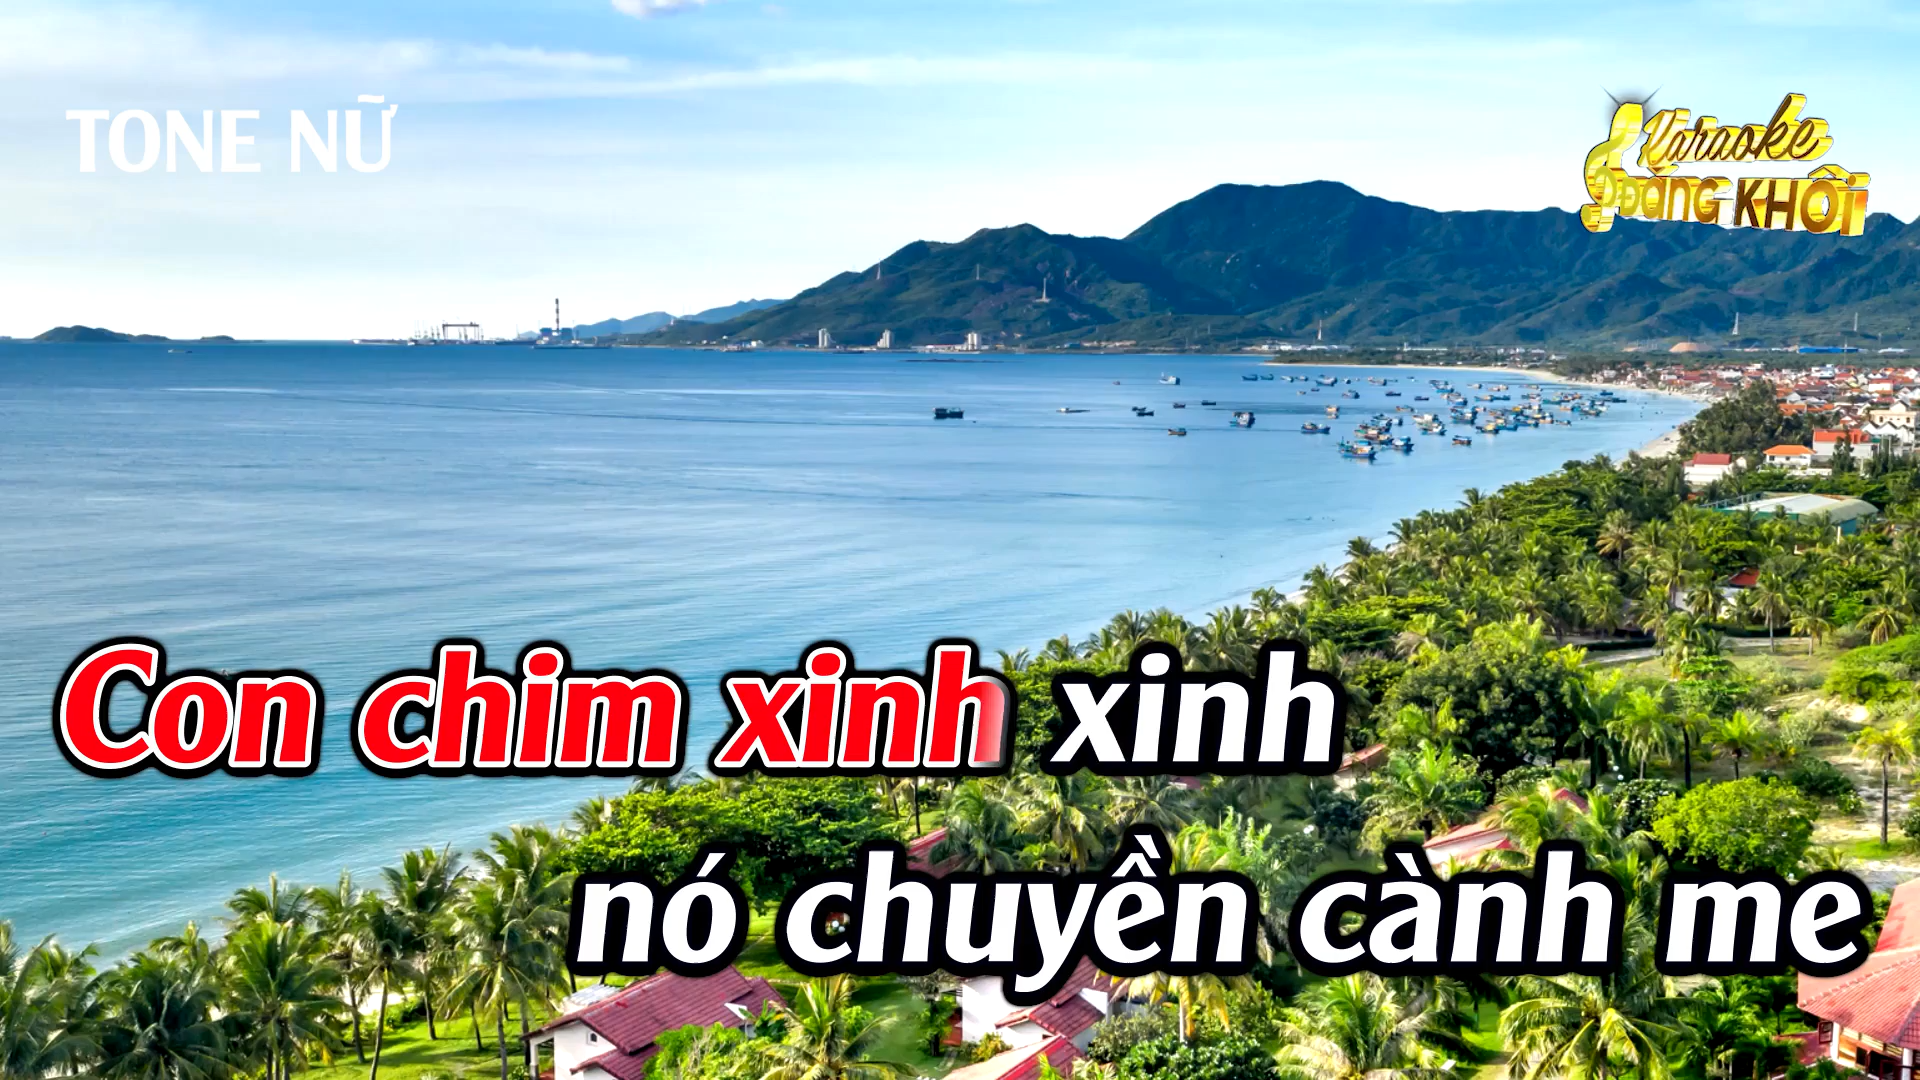 TONE NỮ
Karaoke
ĐĂNG KHÔI
Con chim xinh xinh
nó chuyền cành me